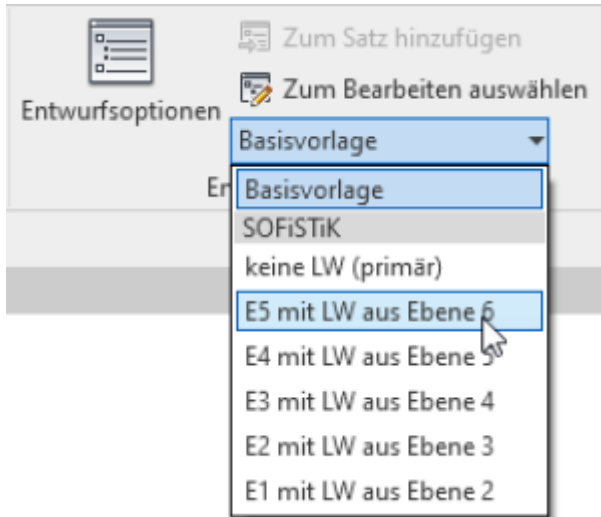 Zum Satz hinzufügen
Zum Bearbeiten auswählen
Entwurfsoptionen
Basisvorlage
Basisvorlage
SOFiSTiK
keine LW (primär)
E5 mit LW aus Ebene 6
E4 mit LW aus Ebene 5
E3 mit LW aus Ebene 4
E2 mit LW aus Ebene 3
E1 mit LW aus Ebene 2